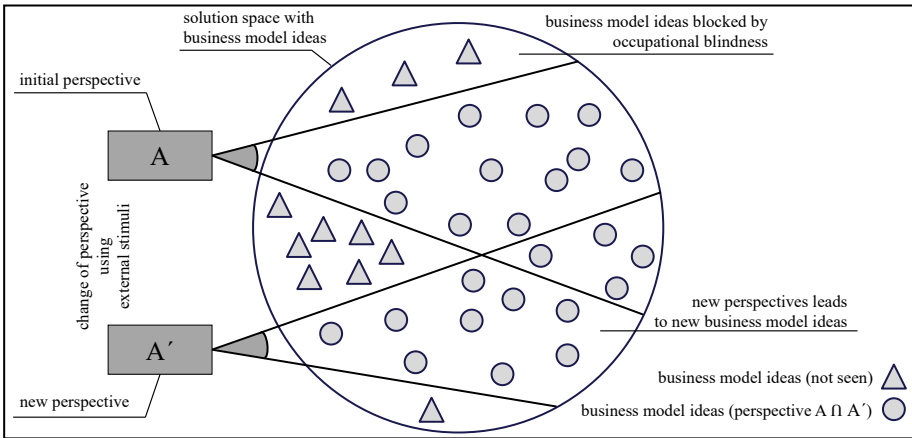 solution space with
business model ideas
business model ideas blocked by
occupational blindness
initial perspective
A
change of perspective
using
external stimuli
A´
new perspective
new perspectives leads
to new business model ideas
business model ideas (not seen)
business model ideas (perspective A ∩ A´)